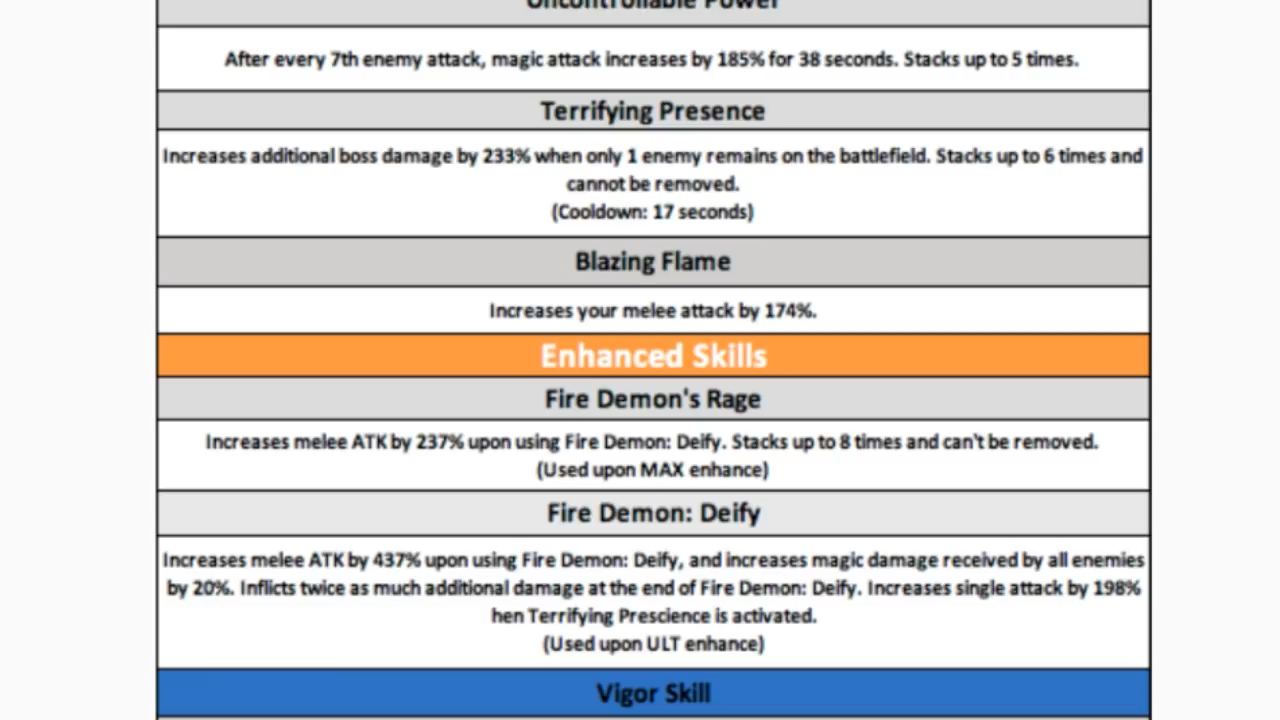 Uncontrollable Power
After every 7th enemy attack, magic attack increases by 185% for 38 seconds. Stacks up to 5 times.
Terrifying Presence
Increases additional boss damage by 233% when only 1 enemy remains on the battlefield. Stacks up to 6 times and
cannot be removed.
(Cooldown: 17 seconds)
Blazing Flame
Increases your melee attack by 174%.
Enhanced Skills
Fire Demon's Rage
Increases melee ATK by 237% upon using Fire Demon: Deify. Stacks up to 8 times and can't be removed.
(Used upon MAX enhance)
Fire Demon: Deify
Increases melee ATK by 437% upon using Fire Demon: Deify, and increases magic damage received by all enemies
by 20%. Inflicts twice as much additional damage at the end of Fire Demon: Deify. Increases single attack by 198%
hen Terrifying Prescience is activated.
(Used upon ULT enhance)
Vigor Skill